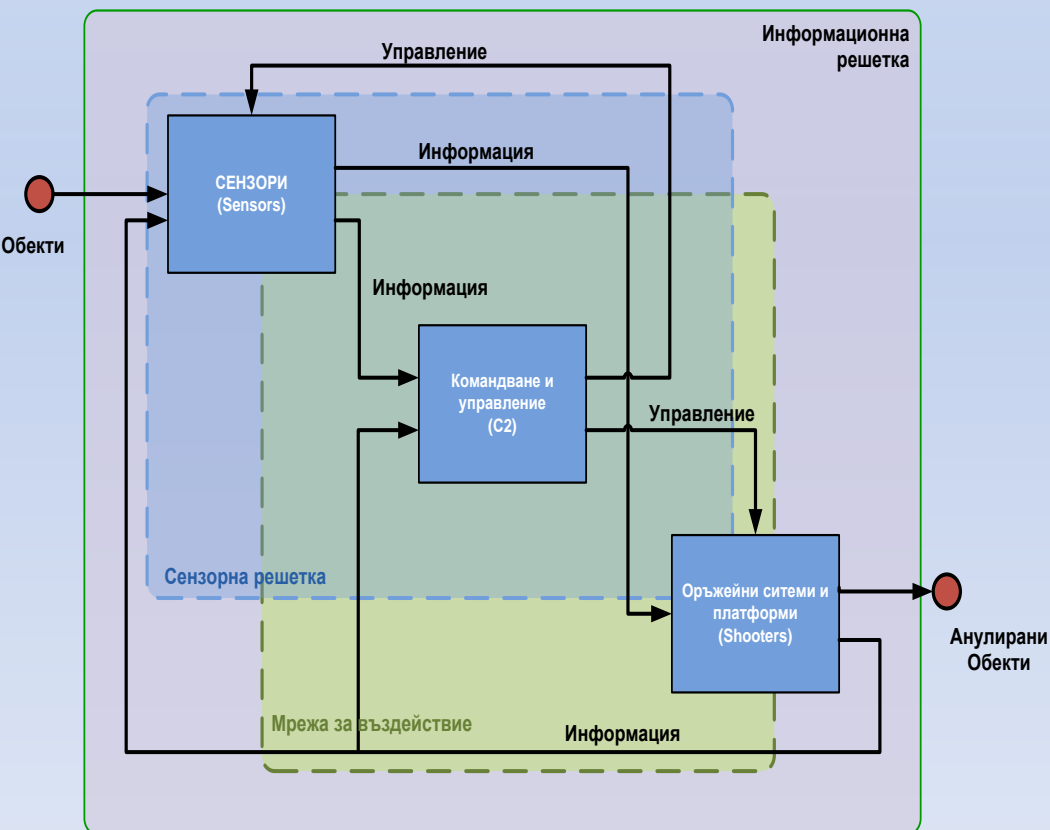 Информационна
решетка
Управление
Информация
СЕНЗОРИ
(Sensors)
Обекти
Информация
Командване и
управление
(C2)
Управление
Сензорна решетка
Оръжейни ситеми и
платформи
(Shooters)
Анулирани
Обекти
Мрежа за въздействие
Информация